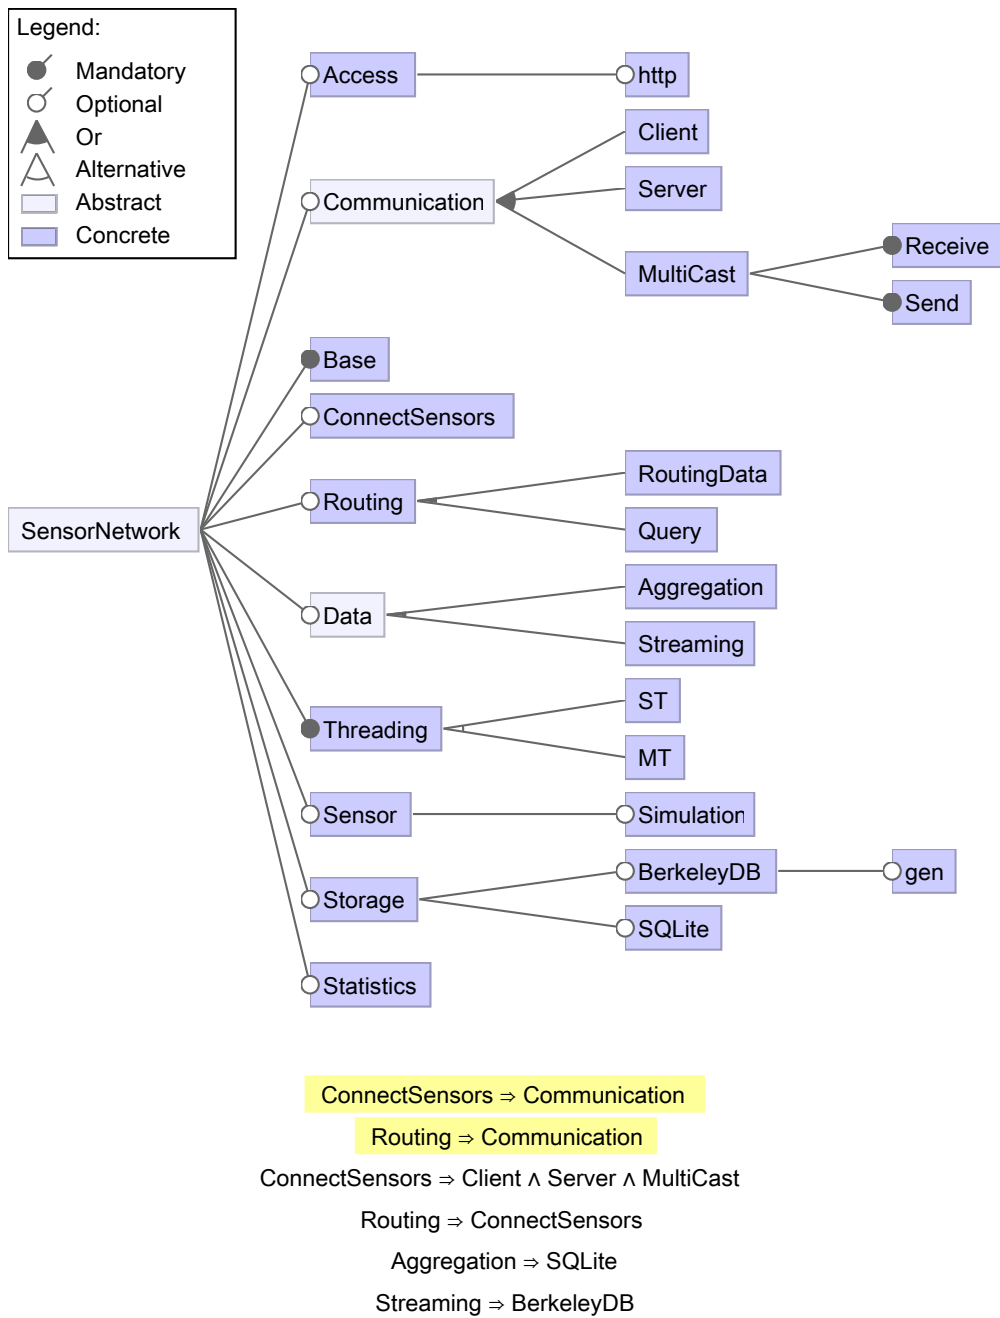 Legend:
Mandatory
Optional
Or
Alternative
Abstract
Concrete
Access
http
Client
Communication
Server
MultiCast
Receive
Send
Base
ConnectSensors
Routing
RoutingData
Query
SensorNetwork
Aggregation
Data
Streaming
ST
Threading
MT
Sensor
Simulation
BerkeleyDB
gen
Storage
SQLite
Statistics
ConnectSensors ⇒ Communication
Routing ⇒ Communication
ConnectSensors ⇒ Client ∧ Server ∧ MultiCast
Routing ⇒ ConnectSensors
Aggregation ⇒ SQLite
Streaming ⇒ BerkeleyDB